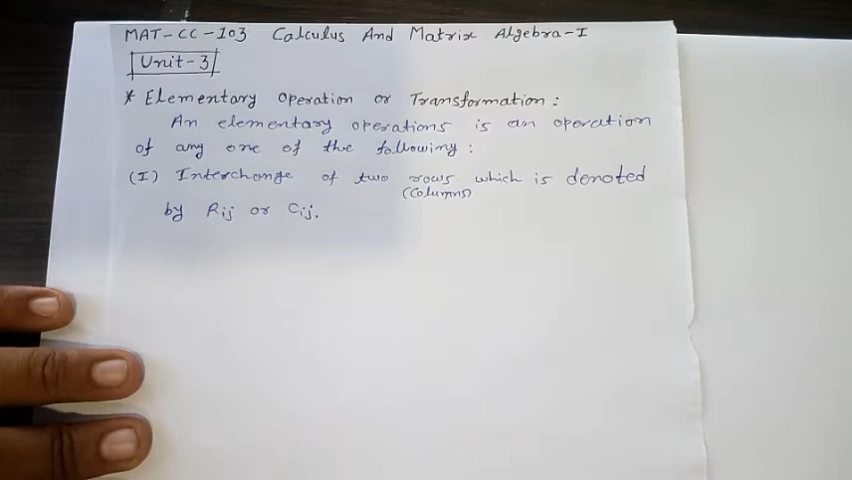 MAT-CC-103 Calculus And Matrix Algebra-I
Unit-3
* Elementary Operation or Transformation :
An elementary operations is an operation
of any one of the following :
(I) Interchange of two rows which is denoted
(Columns)
by Rij or Cij.